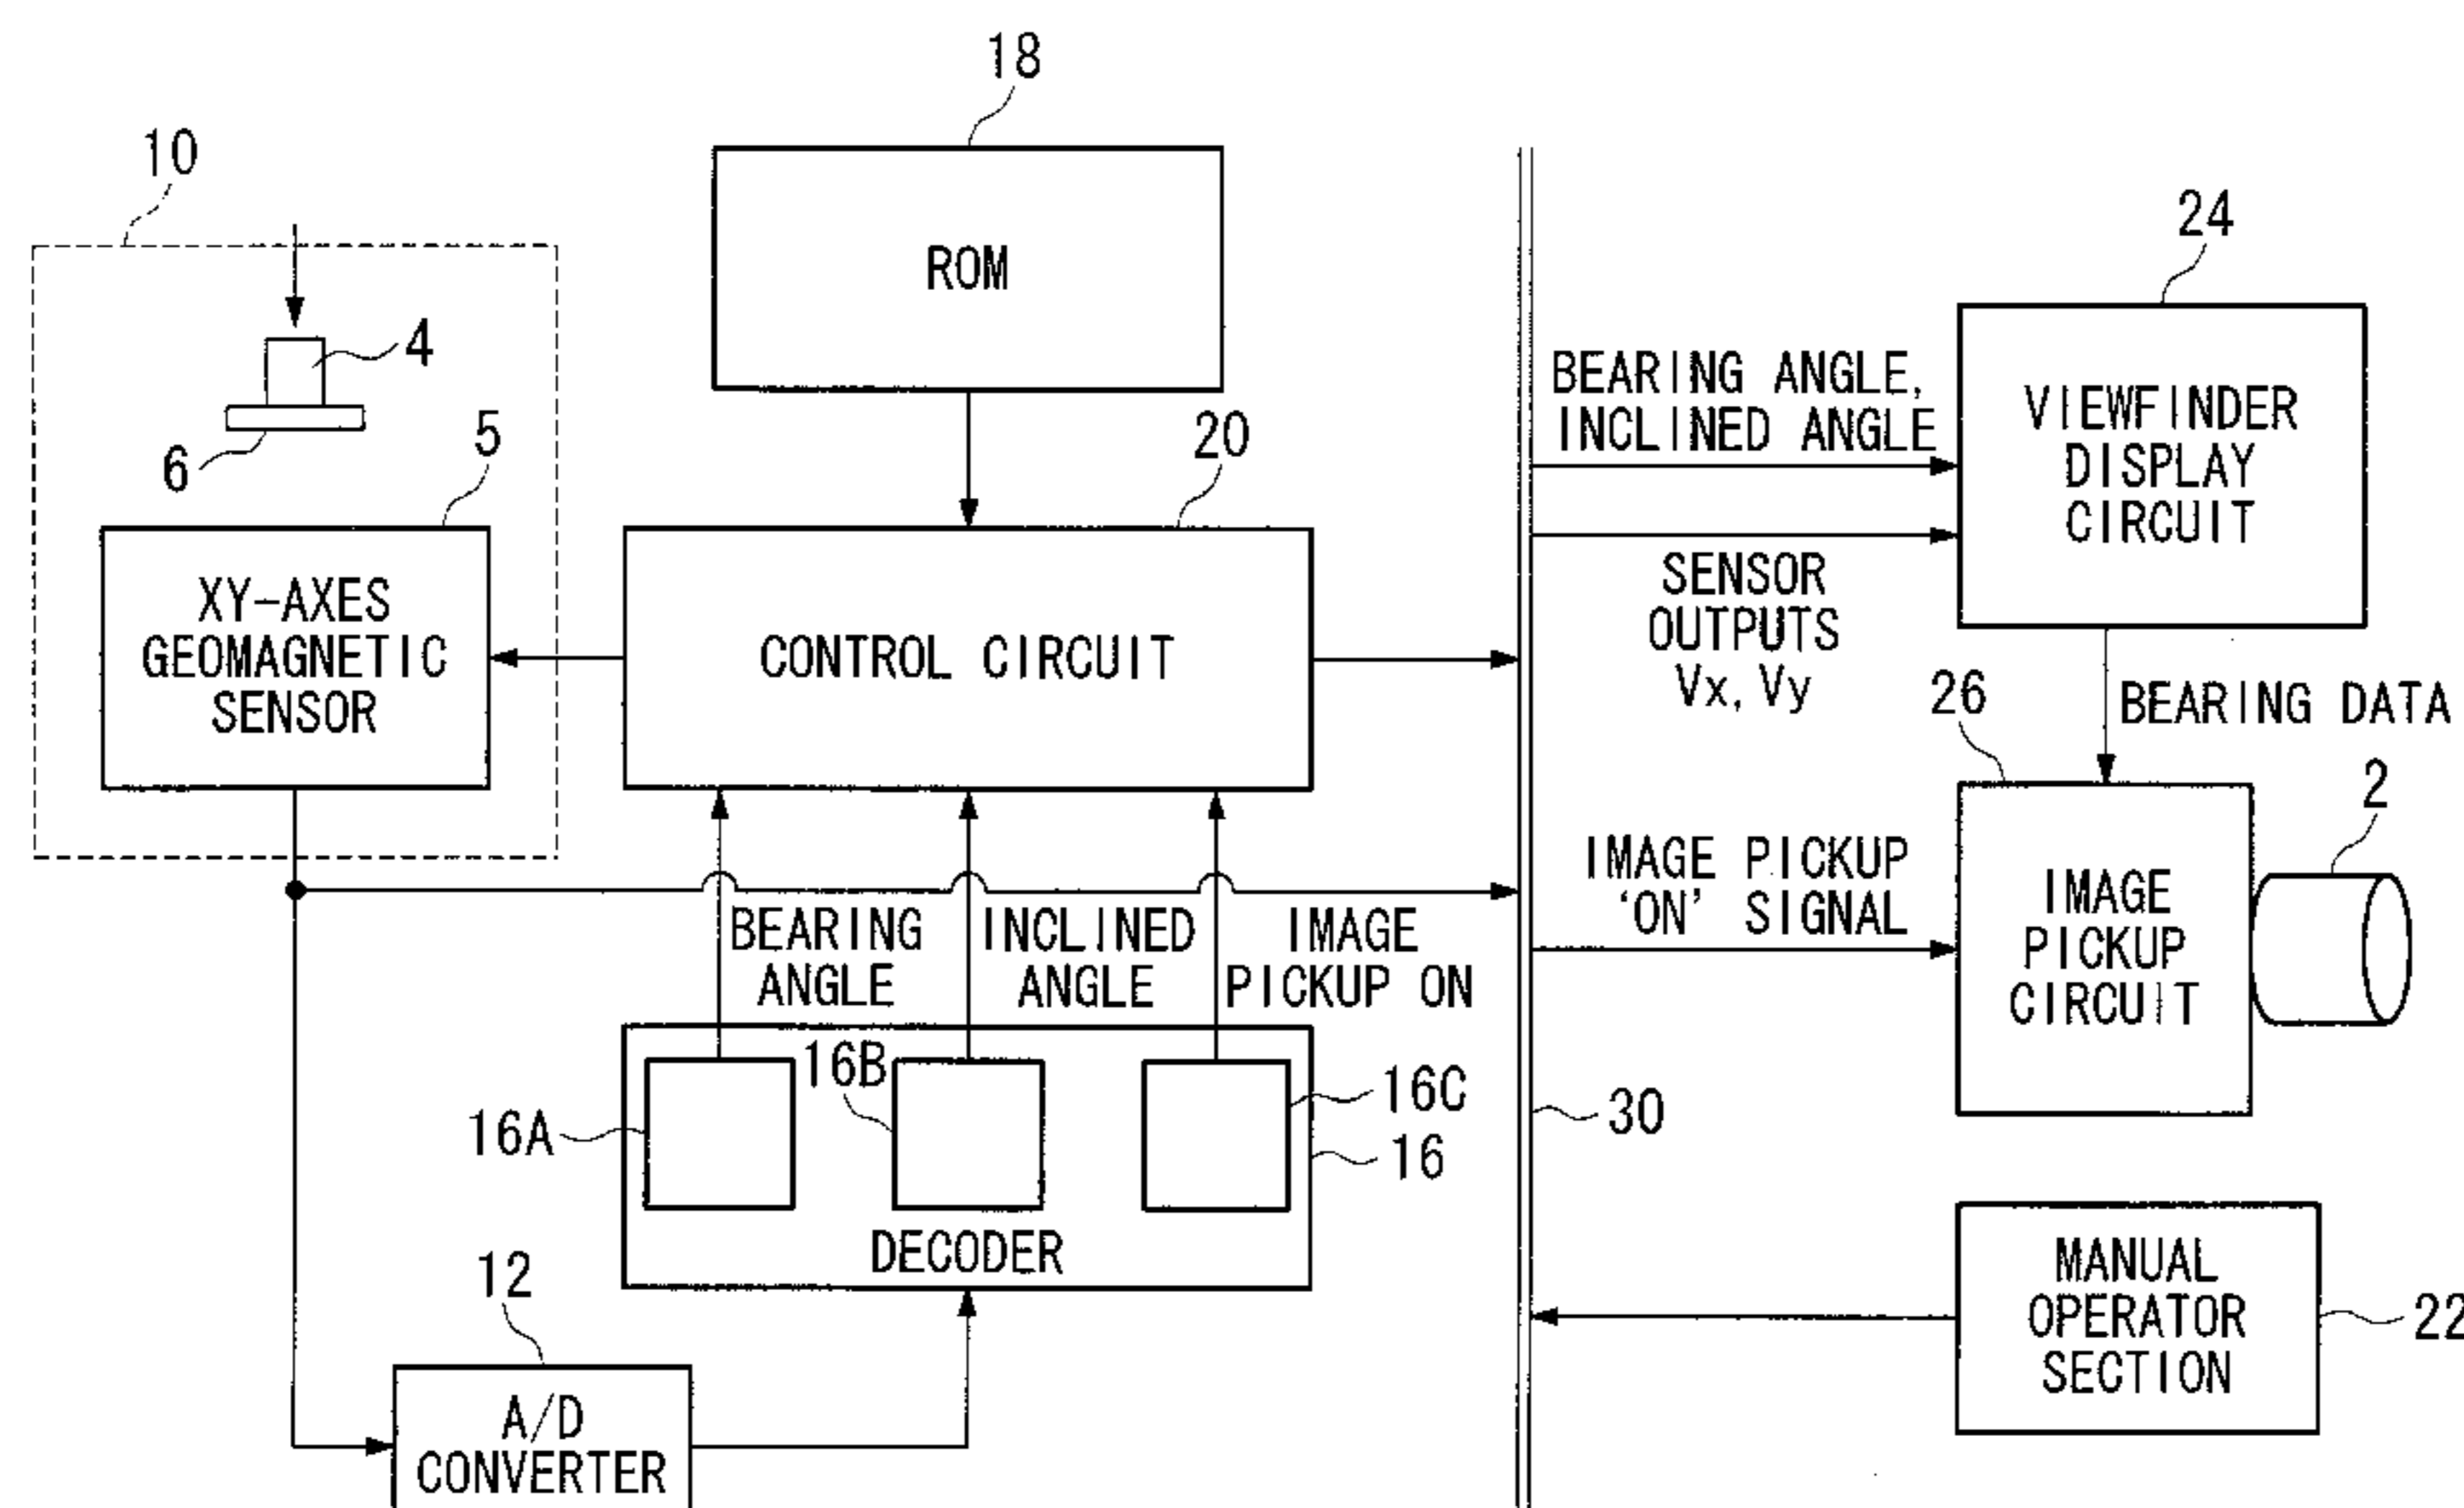 18
10
ROM
24
4
6
5
20
BEARING ANGLE,
INCLINED ANGLE
VIEWFINDER
DISPLAY
CIRCUIT
XY-AXES
GEOMAGNETIC
SENSOR
CONTROL CIRCUIT
SENSOR
OUTPUTS
Vx, Vy
26
BEARING DATA
2
IMAGE PICKUP
'ON' SIGNAL
IMAGE
PICKUP
CIRCUIT
BEARING
ANGLE
INCLINED
ANGLE
IMAGE
PICKUP ON
16A
16B
16C
16
30
DECODER
12
A/D
CONVERTER
MANUAL
OPERATOR
SECTION
22